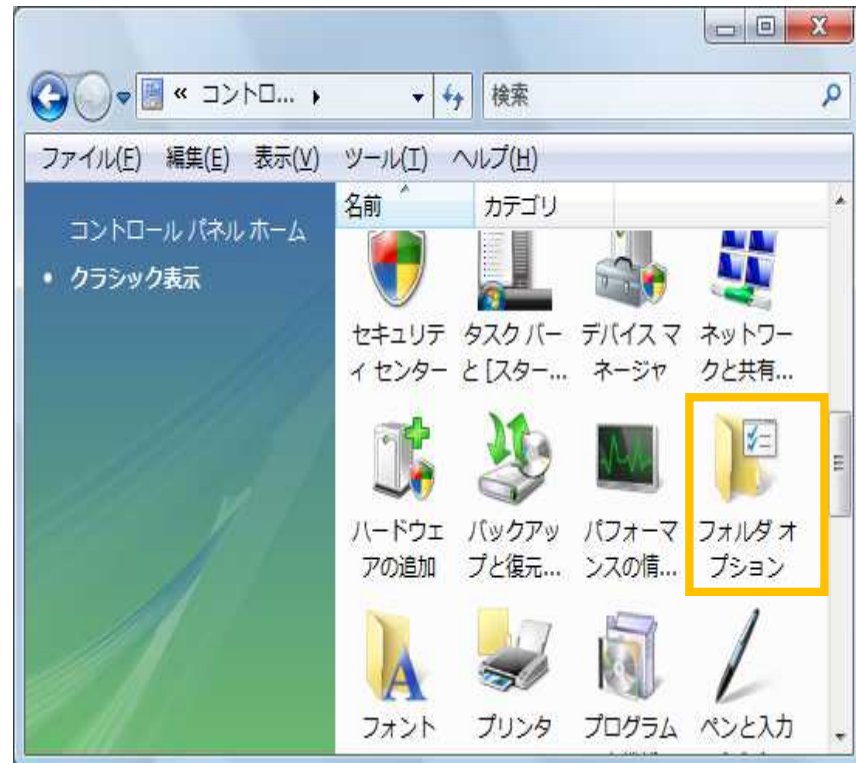 « コントロ...
検索
ファイル(F) 編集(E) 表示(V) ツール(T) ヘルプ(H)
コントロール パネル ホーム
• クラシック表示
名前 カテゴリ
セキュリテ
ィ センター
タスク バー
と [スター...
デバイス マ
ネージャ
ネットワー
クと共有...
ハードウェ
アの追加
バックアッ
プと復元...
パフォーマ
ンスの情...
フォルダ オ
プション
フォント
プリンタ
プログラム
ペンと入力